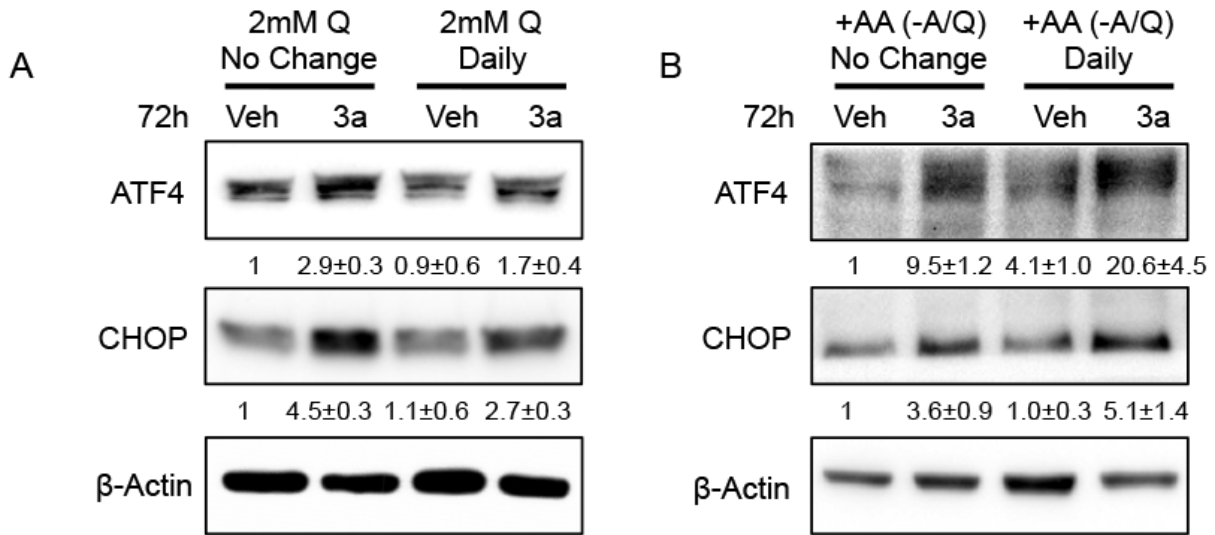 A
2mM Q No Change
2mM Q Daily
72h Veh 3a Veh 3a
ATF4
1 2.9±0.3 0.9±0.6 1.7±0.4
CHOP
1 4.5±0.3 1.1±0.6 2.7±0.3
β-Actin
B
+AA (-A/Q) No Change
+AA (-A/Q) Daily
72h Veh 3a Veh 3a
ATF4
1 9.5±1.2 4.1±1.0 20.6±4.5
CHOP
1 3.6±0.9 1.0±0.3 5.1±1.4
β-Actin